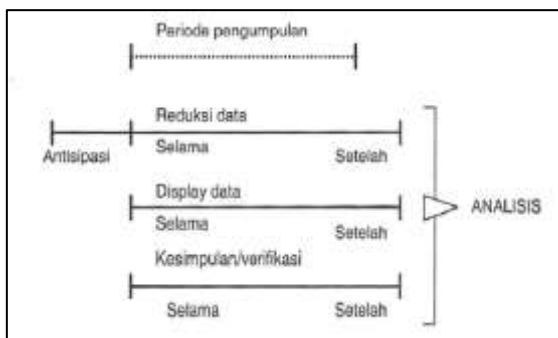 Periode pengumpulan
Reduksi data
Antisipasi Selama Setelah
Display data
Selama Setelah
ANALISIS
Kesimpulan/verifikasi
Selama Setelah